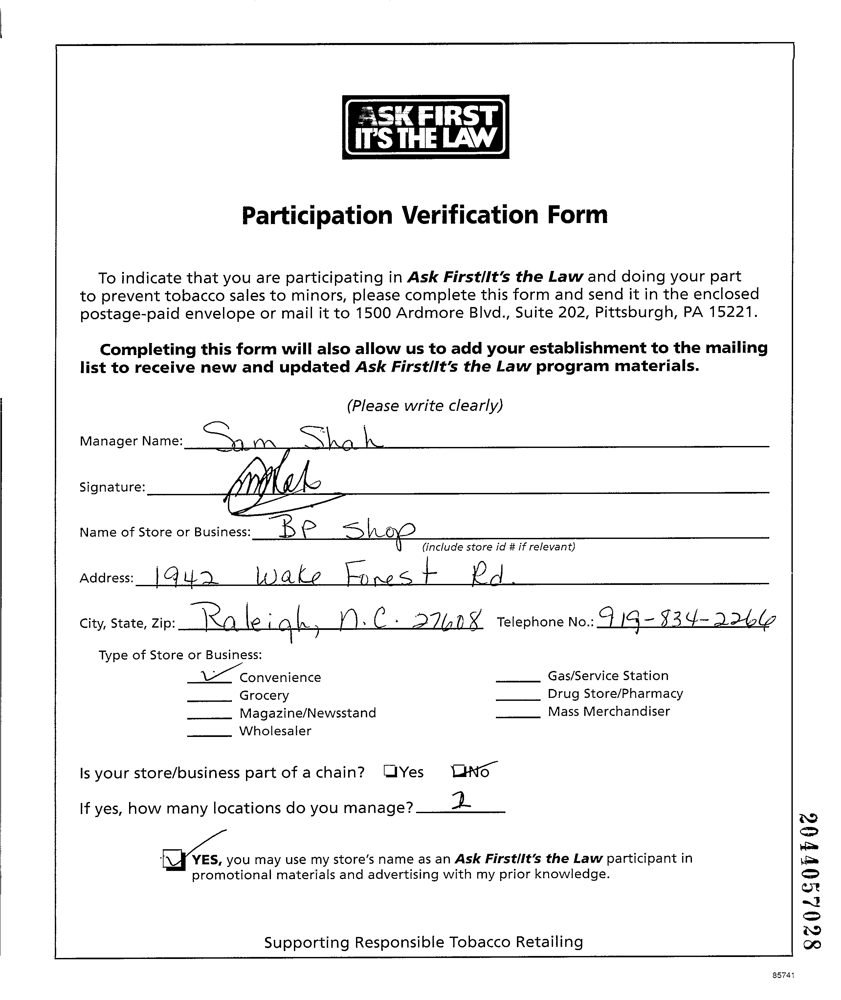 ASK FIRST
IT'S THE LAW
Participation Verification Form
To indicate that you are participating in Ask First/It's the Law and doing your part
to prevent tobacco sales to minors, please complete this form and send it in the enclosed
postage-paid envelope or mail it to 1500 Ardmore Blvd., Suite 202, Pittsburgh, PA 15221.
Completing this form will also allow us to add your establishment to the mailing
list to receive new and updated Ask First/It's the Law program materials.
(Please write clearly)
Manager Name: Sam Shah
Signature:
Name of Store or Business: BP Shop
(include store id # if relevant)
Address: 1942 Wake Forest Rd.
City, State, Zip: Raleigh, N.C. 27608 Telephone No.: 919-834-2266
Type of Store or Business:
Convenience Gas/Service Station
Grocery Drug Store/Pharmacy
Magazine/Newsstand Mass Merchandiser
Wholesaler
Is your store/business part of a chain? Yes No
If yes, how many locations do you manage?
YES, you may use my store's name as an Ask First/It's the Law participant in
promotional materials and advertising with my prior knowledge.
Supporting Responsible Tobacco Retailing
2044057028
85741